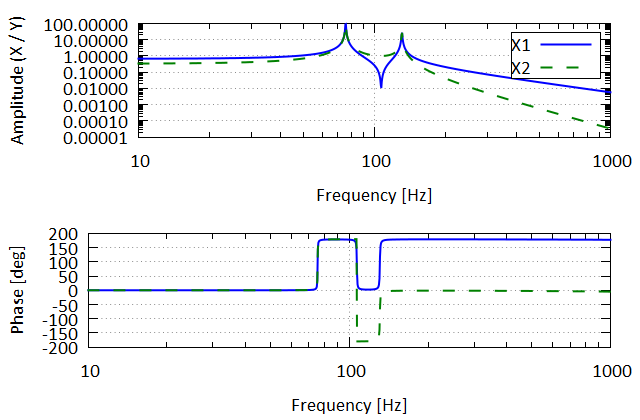 Amplitude (X / Y)
100.00000
10.00000
1.00000
0.10000
0.01000
0.00100
0.00010
0.00001
X1
X2
10 100 1000
Frequency [Hz]
Phase [deg]
200
150
100
50
0
-50
-100
-150
-200
10 100 1000
Frequency [Hz]